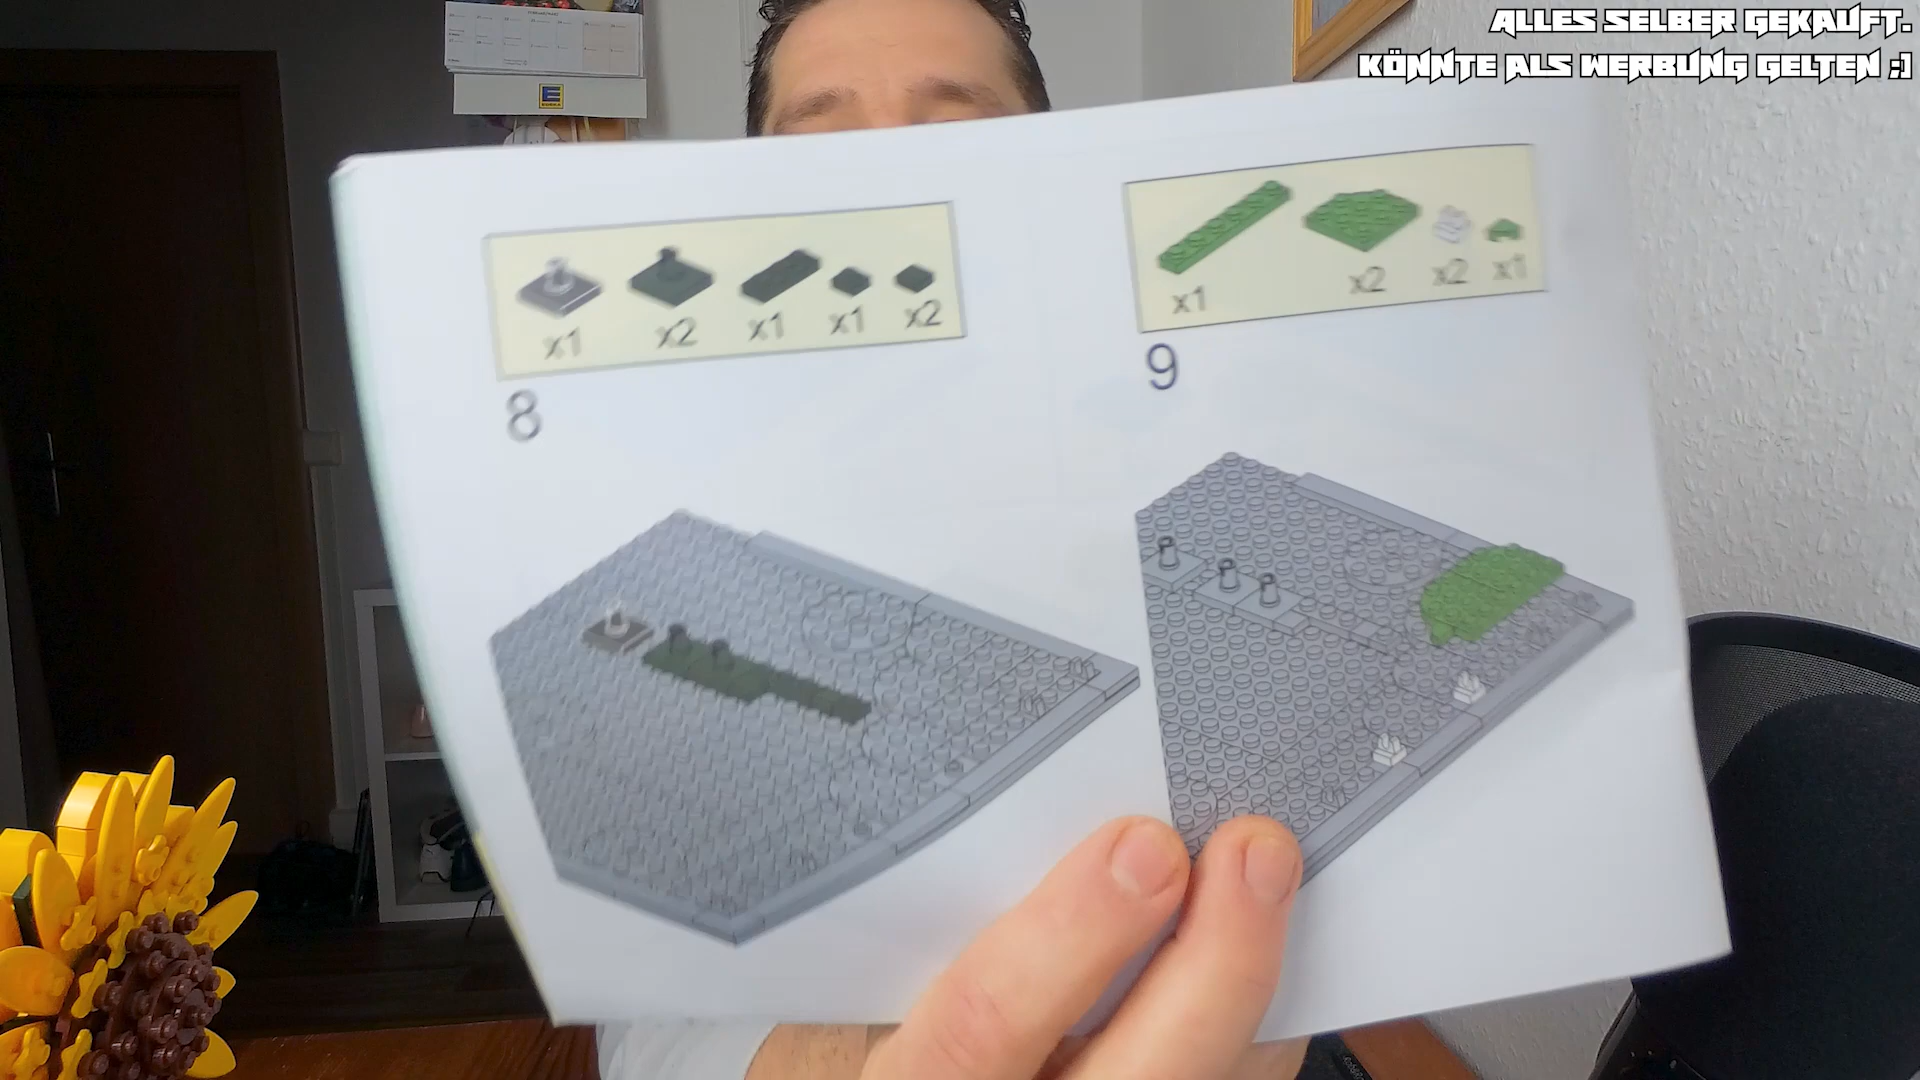 ALLES SELBER GEKAUFT.
KÖNNTE ALS WERBUNG GELTEN ;)
E
x1 x2 x1 x1 x2
8
x1 x2 x2 x1
9